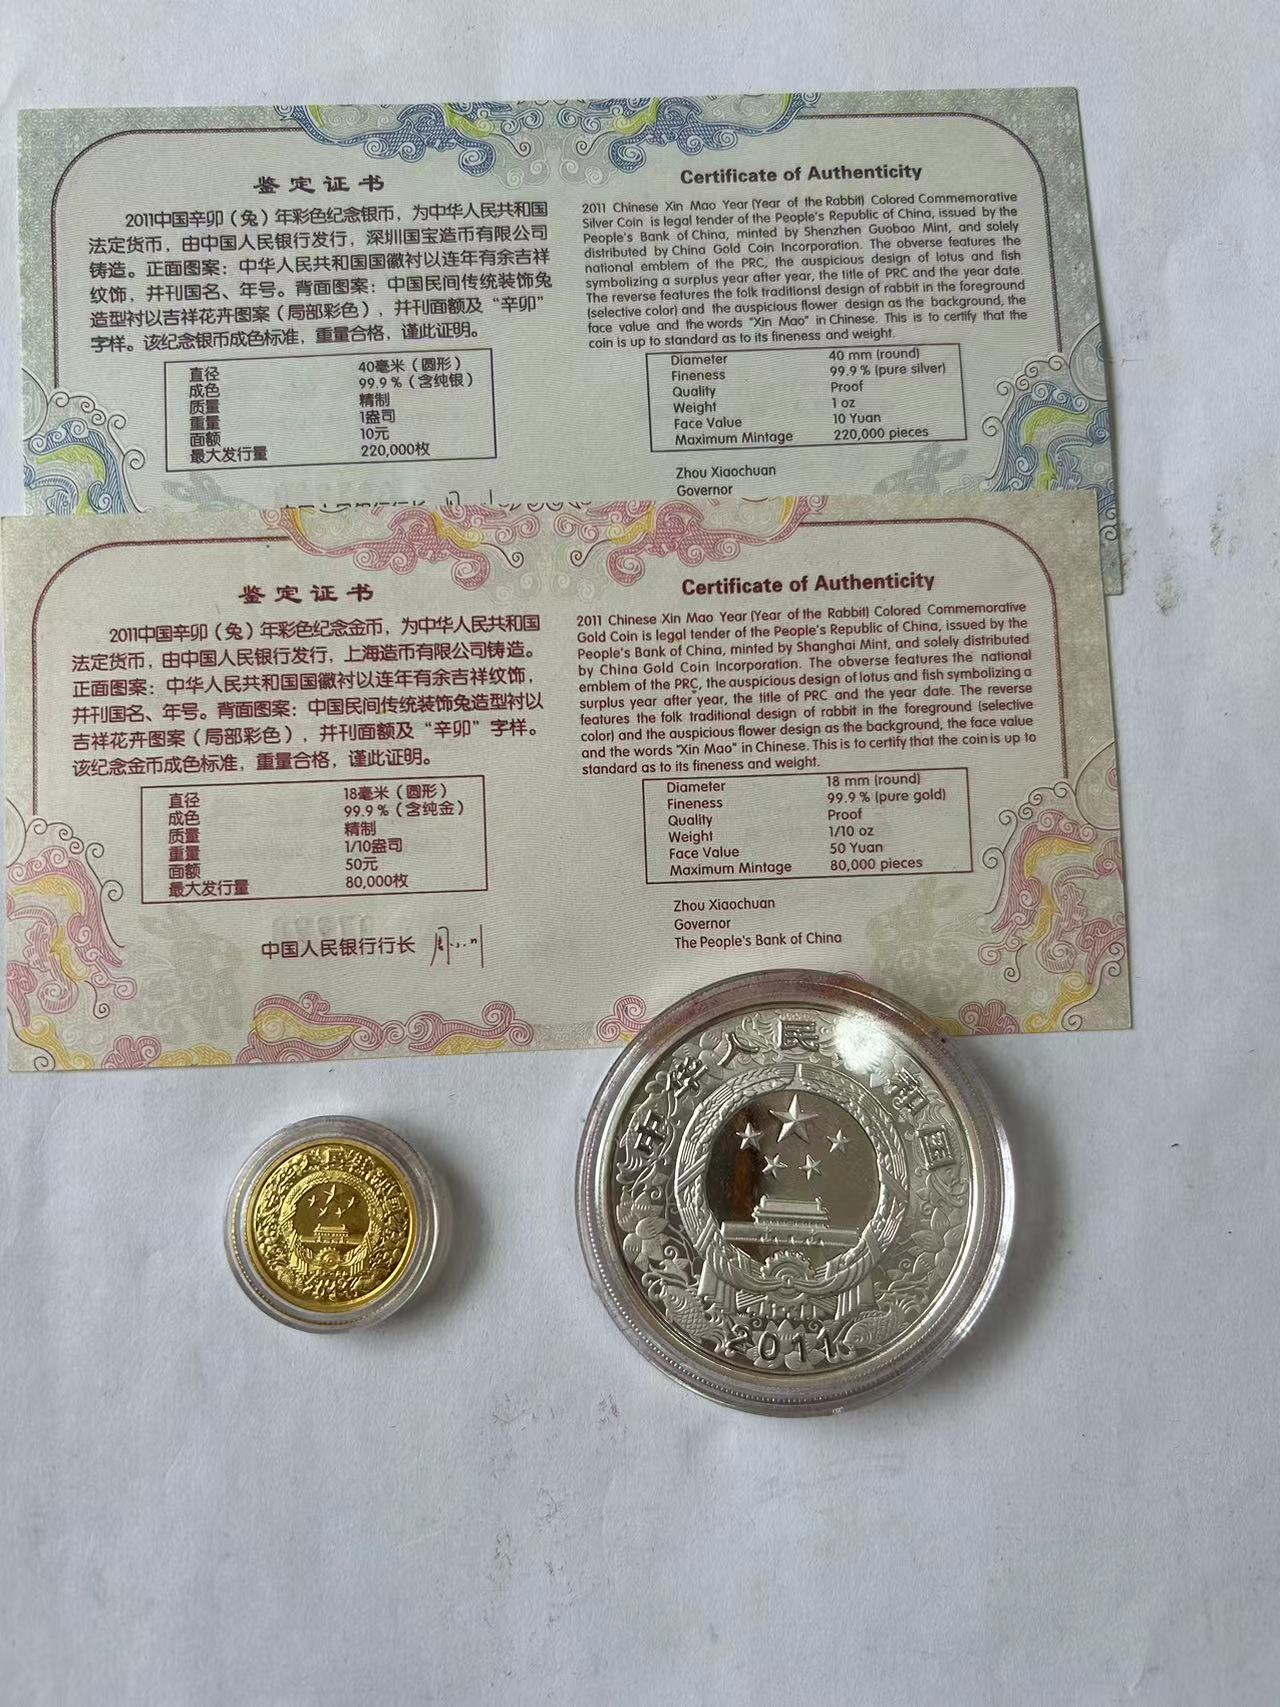 鉴定证书
2011中国辛卯（兔）年彩色纪念银币，为中华人民共和国
法定货币，由中国人民银行发行，深圳国宝造币有限公司
铸造。正面图案：中华人民共和国国徽衬以连年有余吉祥
纹饰，并刊国名、年号。背面图案：中国民间传统装饰兔
造型衬以吉祥花卉图案（局部彩色），并刊面额及“辛卯”
字样。该纪念银币成色标准，重量合格，谨此证明。
直径 40毫米（圆形）
成色 99.9％（含纯银）
质量 精制
重量 1盎司
面额 10元
最大发行量 220,000枚
中国人民银行行长
Certificate of Authenticity
2011 Chinese Xin Mao Year (Year of the Rabbit) Colored Commemorative
Silver Coin is legal tender of the People's Republic of China, issued by the
People's Bank of China, minted by Shenzhen Guobao Mint, and solely
distributed by China Gold Coin Incorporation. The obverse features the
national emblem of the PRC, the auspicious design of lotus and fish
symbolizing a surplus year after year, the title of PRC and the year date.
The reverse features the folk traditionsl design of rabbit in the foreground
(selective color) and the auspicious flower design as the background, the
face value and the words "Xin Mao" in Chinese. This is to certify that the
coin is up to standard as to its fineness and weight.
Diameter 40 mm (round)
Fineness 99.9 % (pure silver)
Quality Proof
Weight 1 oz
Face Value 10 Yuan
Maximum Mintage 220,000 pieces
Zhou Xiaochuan
Governor
鉴定证书
2011中国辛卯（兔）年彩色纪念金币，为中华人民共和国
法定货币，由中国人民银行发行，上海造币有限公司铸造。
正面图案：中华人民共和国国徽衬以连年有余吉祥纹饰，
并刊国名、年号。背面图案：中国民间传统装饰兔造型衬以
吉祥花卉图案（局部彩色），并刊面额及“辛卯”字样。
该纪念金币成色标准，重量合格，谨此证明。
直径 18毫米（圆形）
成色 99.9％（含纯金）
质量 精制
重量 1/10盎司
面额 50元
最大发行量 80,000枚
中国人民银行行长
Certificate of Authenticity
2011 Chinese Xin Mao Year (Year of the Rabbit) Colored Commemorative
Gold Coin is legal tender of the People's Republic of China, issued by the
People's Bank of China, minted by Shanghai Mint, and solely distributed
by China Gold Coin Incorporation. The obverse features the national
emblem of the PRC, the auspicious design of lotus and fish symbolizing a
surplus year after year, the title of PRC and the year date. The reverse
features the folk traditional design of rabbit in the foreground (selective
color) and the auspicious flower design as the background, the face value
and the words "Xin Mao" in Chinese. This is to certify that the coin is up to
standard as to its fineness and weight.
Diameter 18 mm (round)
Fineness 99.9 % (pure gold)
Quality Proof
Weight 1/10 oz
Face Value 50 Yuan
Maximum Mintage 80,000 pieces
Zhou Xiaochuan
Governor
The People's Bank of China
中华人民 和国
2011